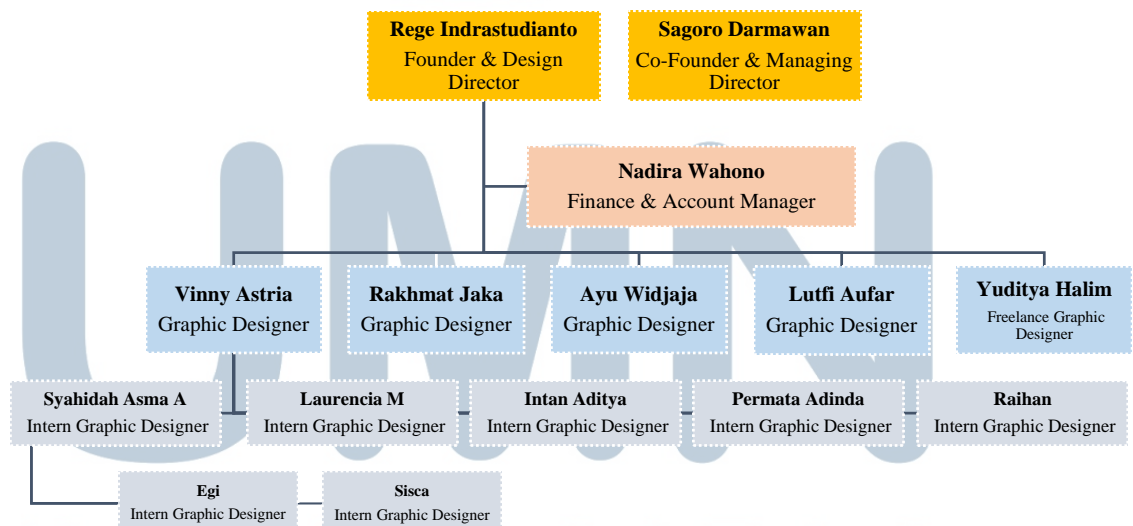 Rege Indrastudianto
Founder & Design
Director
Sagoro Darmawan
Co-Founder & Managing
Director
Nadira Wahono
Finance & Account Manager
Vinny Astria
Graphic Designer
Rakhmat Jaka
Graphic Designer
Ayu Widjaja
Graphic Designer
Lutfi Aufar
Graphic Designer
Yuditya Halim
Freelance Graphic
Designer
Syahidah Asma A
Intern Graphic Designer
Laurencia M
Intern Graphic Designer
Intan Aditya
Intern Graphic Designer
Permata Adinda
Intern Graphic Designer
Raihan
Intern Graphic Designer
Egi
Intern Graphic Designer
Sisca
Intern Graphic Designer
UMN